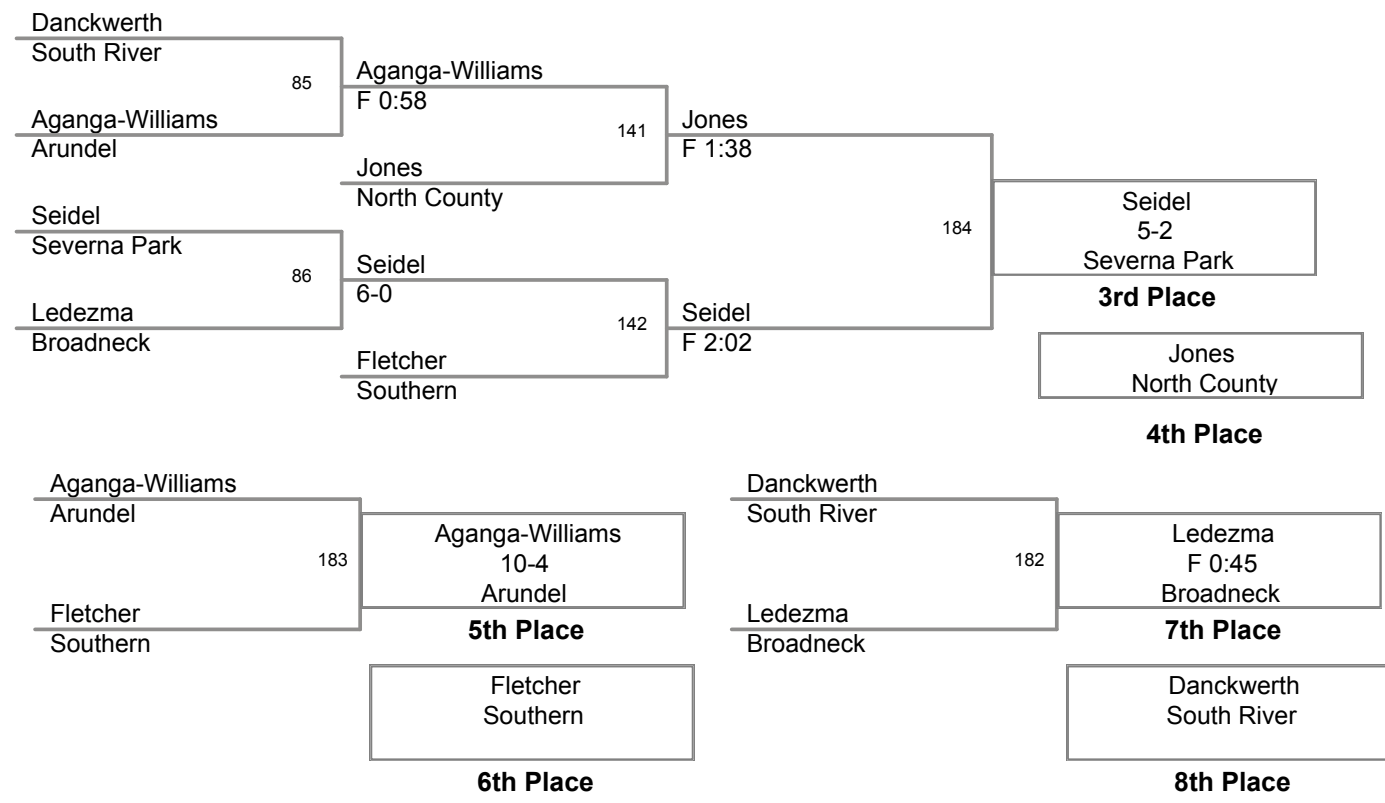 Danckwerth
South River
85
Aganga-Williams
F 0:58
Aganga-Williams
Arundel
141
Jones
F 1:38
Jones
North County
Seidel
Severna Park
184
Seidel
5-2
Severna Park
3rd Place
86
Seidel
6-0
Ledezma
Broadneck
142
Seidel
F 2:02
Fletcher
Southern
Jones
North County
4th Place
Aganga-Williams
Arundel
183
Aganga-Williams
10-4
Arundel
5th Place
Fletcher
Southern
Fletcher
Southern
6th Place
Danckwerth
South River
182
Ledezma
F 0:45
Broadneck
7th Place
Ledezma
Broadneck
Danckwerth
South River
8th Place